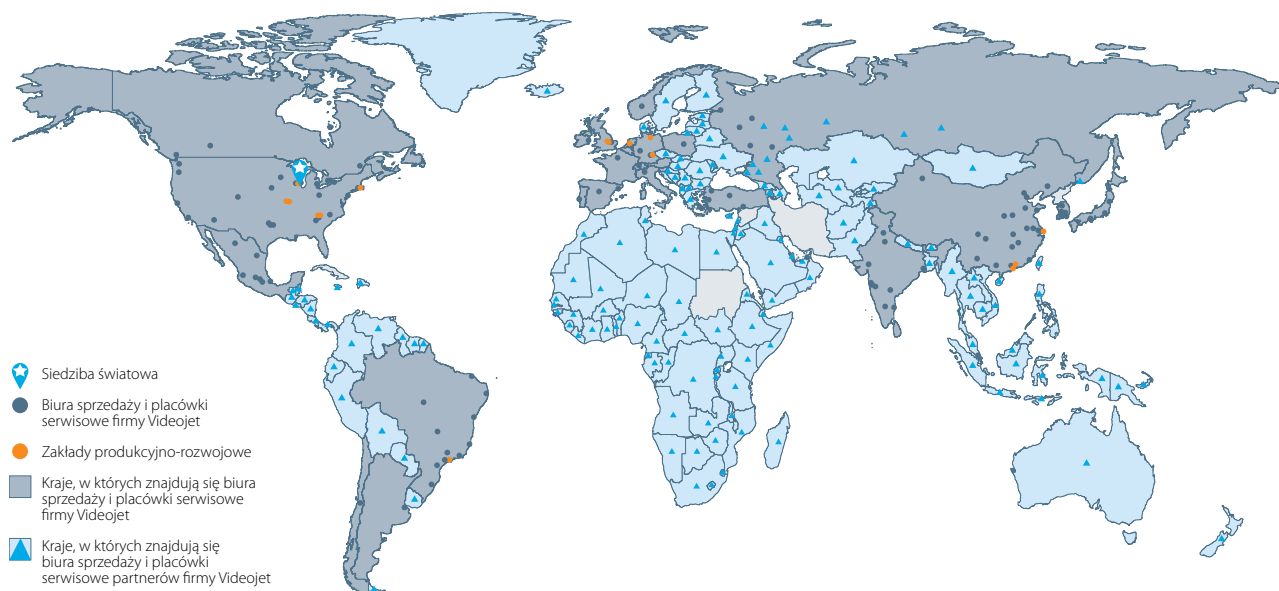 Siedziba światowa
Biura sprzedaży i placówki
serwisowe firmy Videojet
Zakłady produkcyjno-rozwojowe
Kraje, w których znajdują się biura
sprzedaży i placówki serwisowe
firmy Videojet
Kraje, w których znajdują się
biura sprzedaży i placówki
serwisowe partnerów firmy Videojet